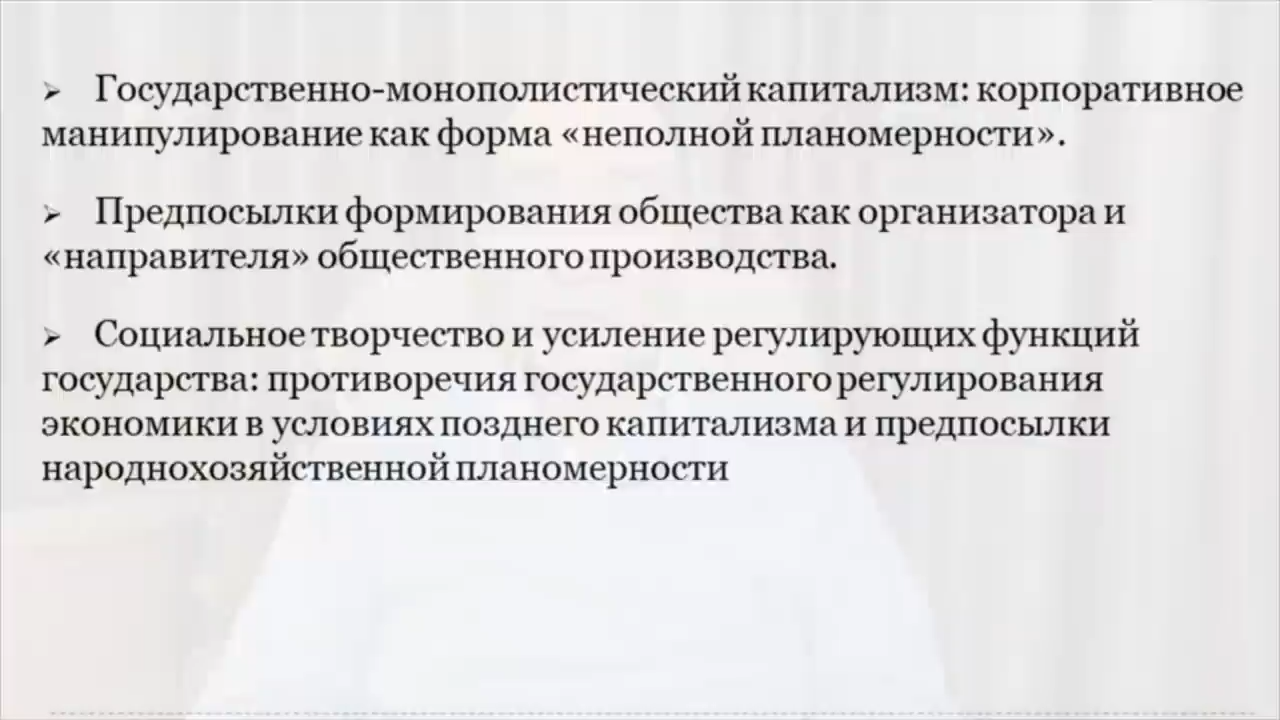 ➢ Государственно-монополистический капитализм: корпоративное
манипулирование как форма «неполной планомерности».
➢ Предпосылки формирования общества как организатора и
«направителя» общественного производства.
➢ Социальное творчество и усиление регулирующих функций
государства: противоречия государственного регулирования
экономики в условиях позднего капитализма и предпосылки
народнохозяйственной планомерности